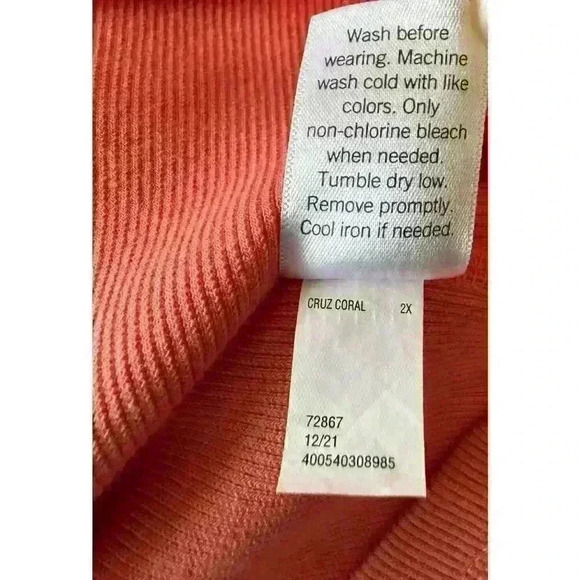 Wash before
wearing. Machine
wash cold with like
colors. Only
non-chlorine bleach
when needed.
Tumble dry low.
Remove promptly.
Cool iron if needed.
CRUZ CORAL 2X
72867
12/21
400540308985